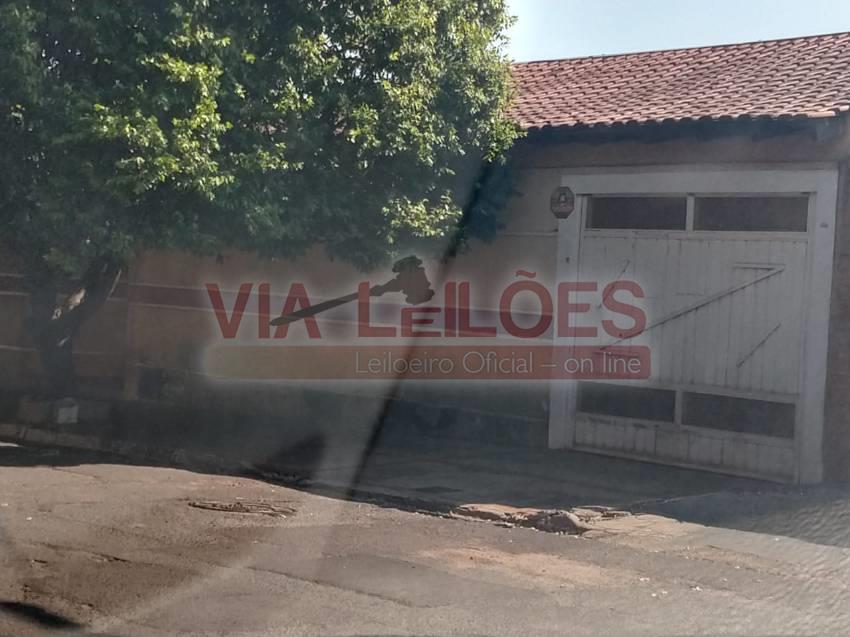 VIA LEILÕES
Leiloeiro Oficial – on line